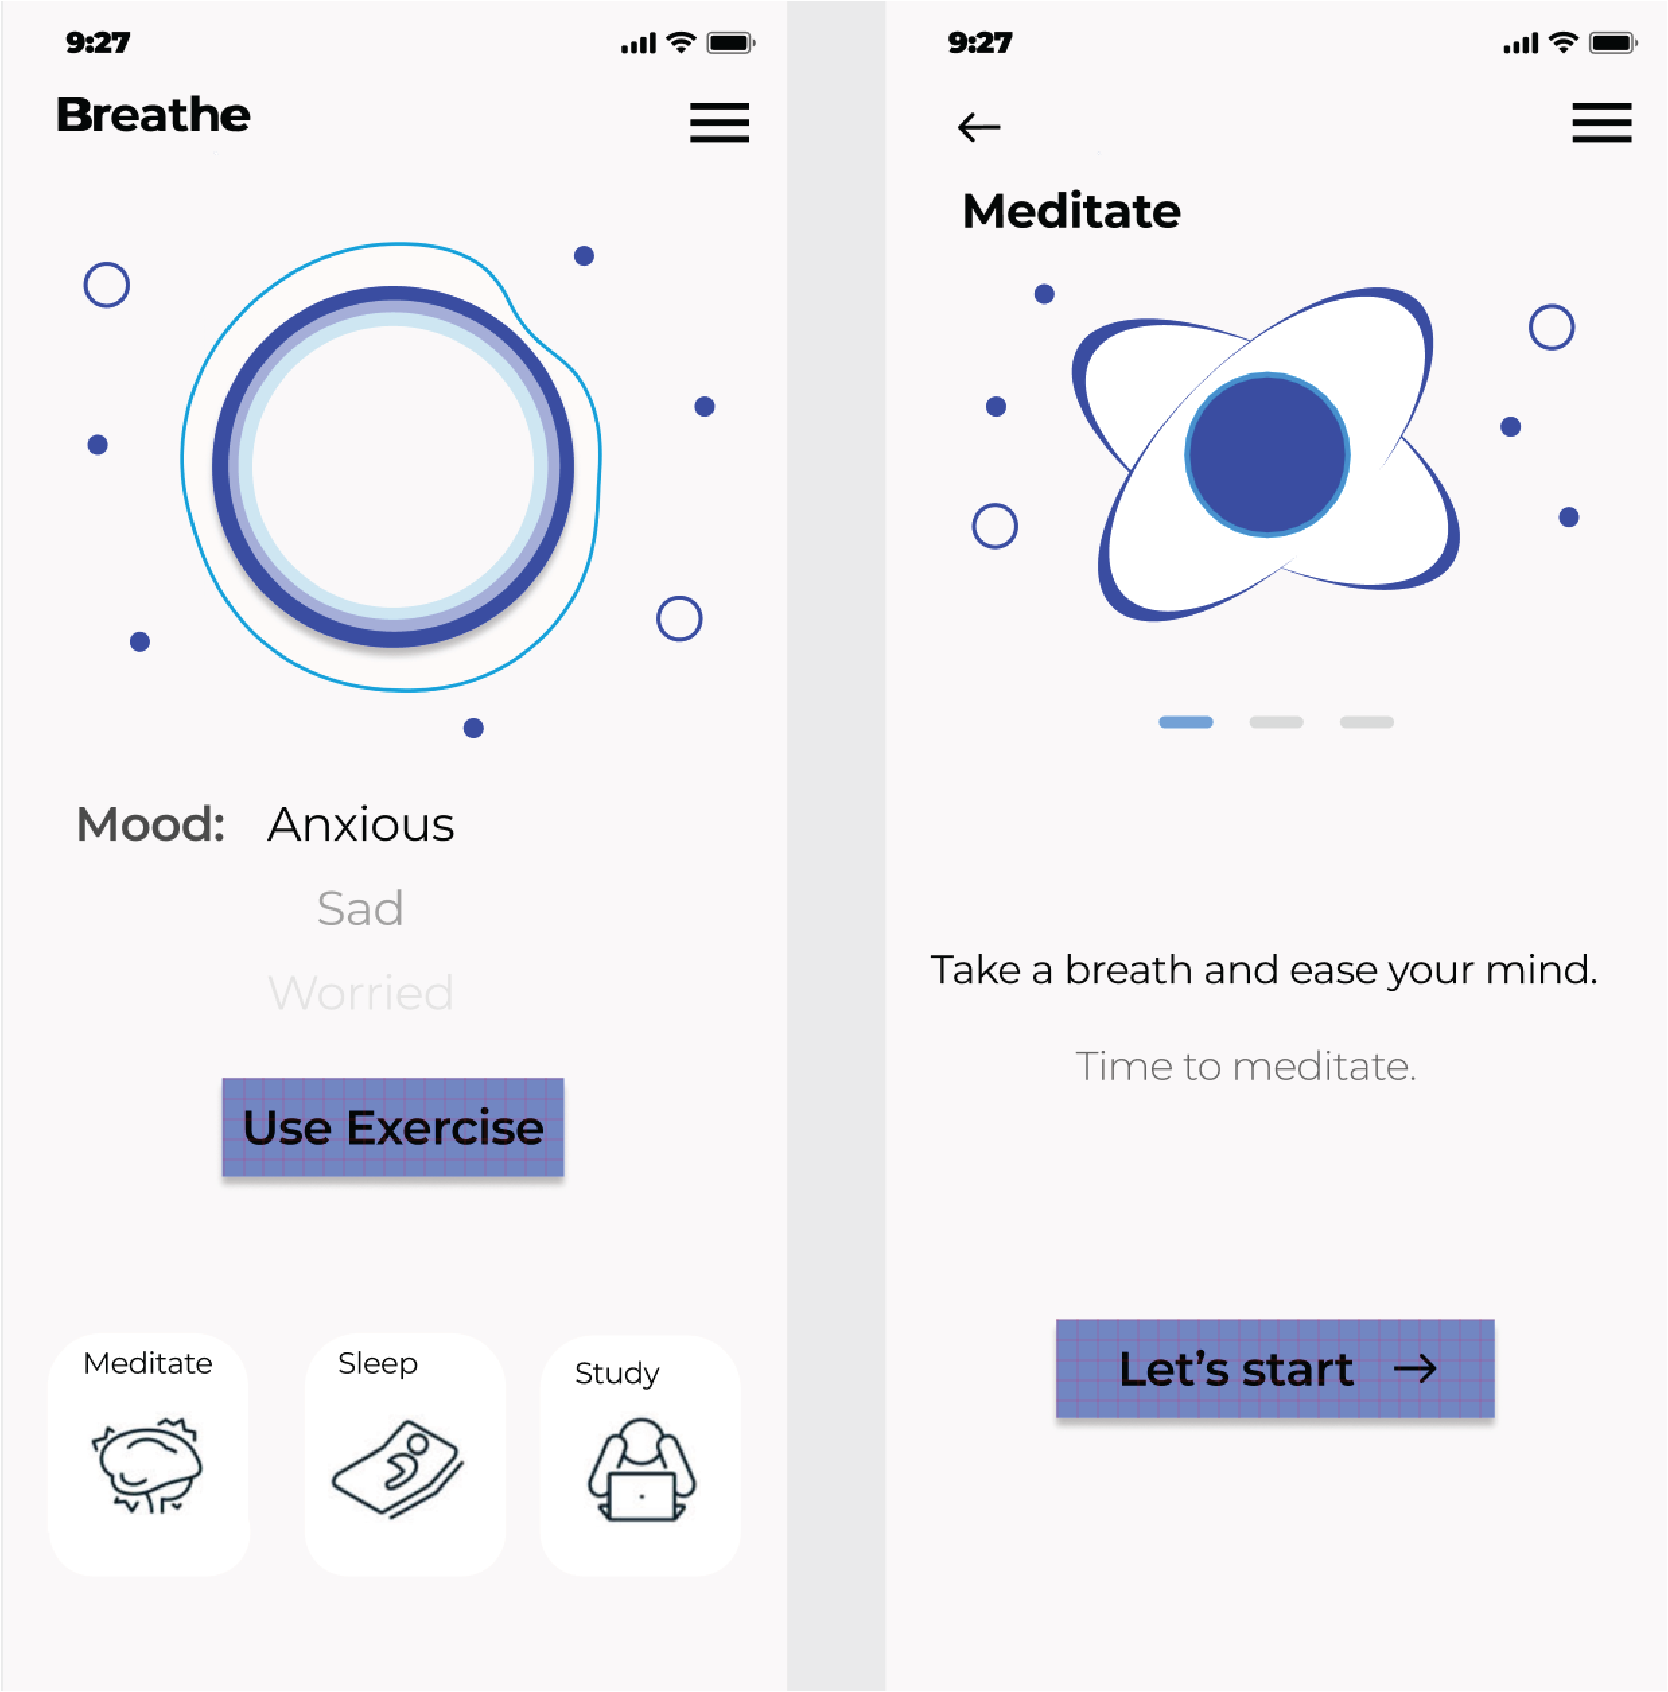 9:27
Breathe
Mood: Anxious
Sad
Worried
Use Exercise
Meditate
Sleep
Study
9:27
Meditate
Take a breath and ease your mind.
Time to meditate.
Let's start